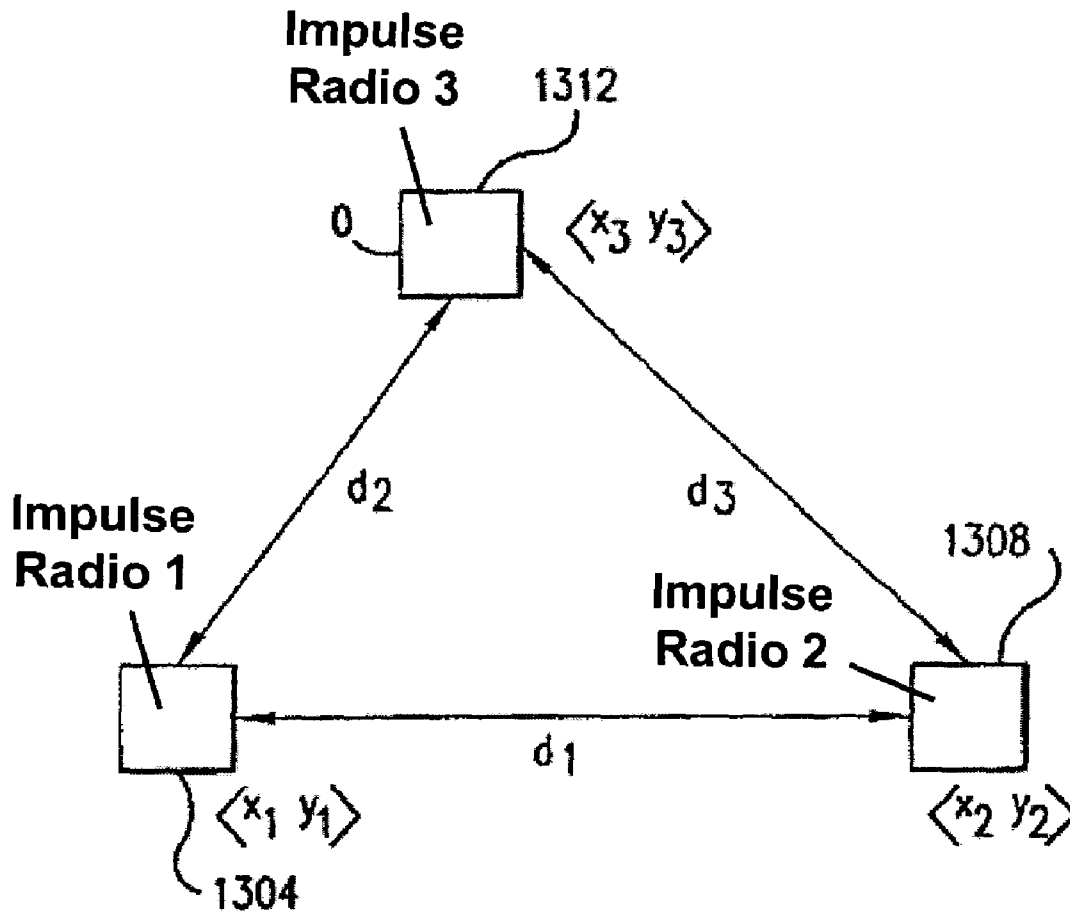 Impulse
Radio 3
1312
0
⟨x₃ y₃⟩
d₂
d₃
Impulse
Radio 1
1308
Impulse
Radio 2
d₁
⟨x₁ y₁⟩
⟨x₂ y₂⟩
1304